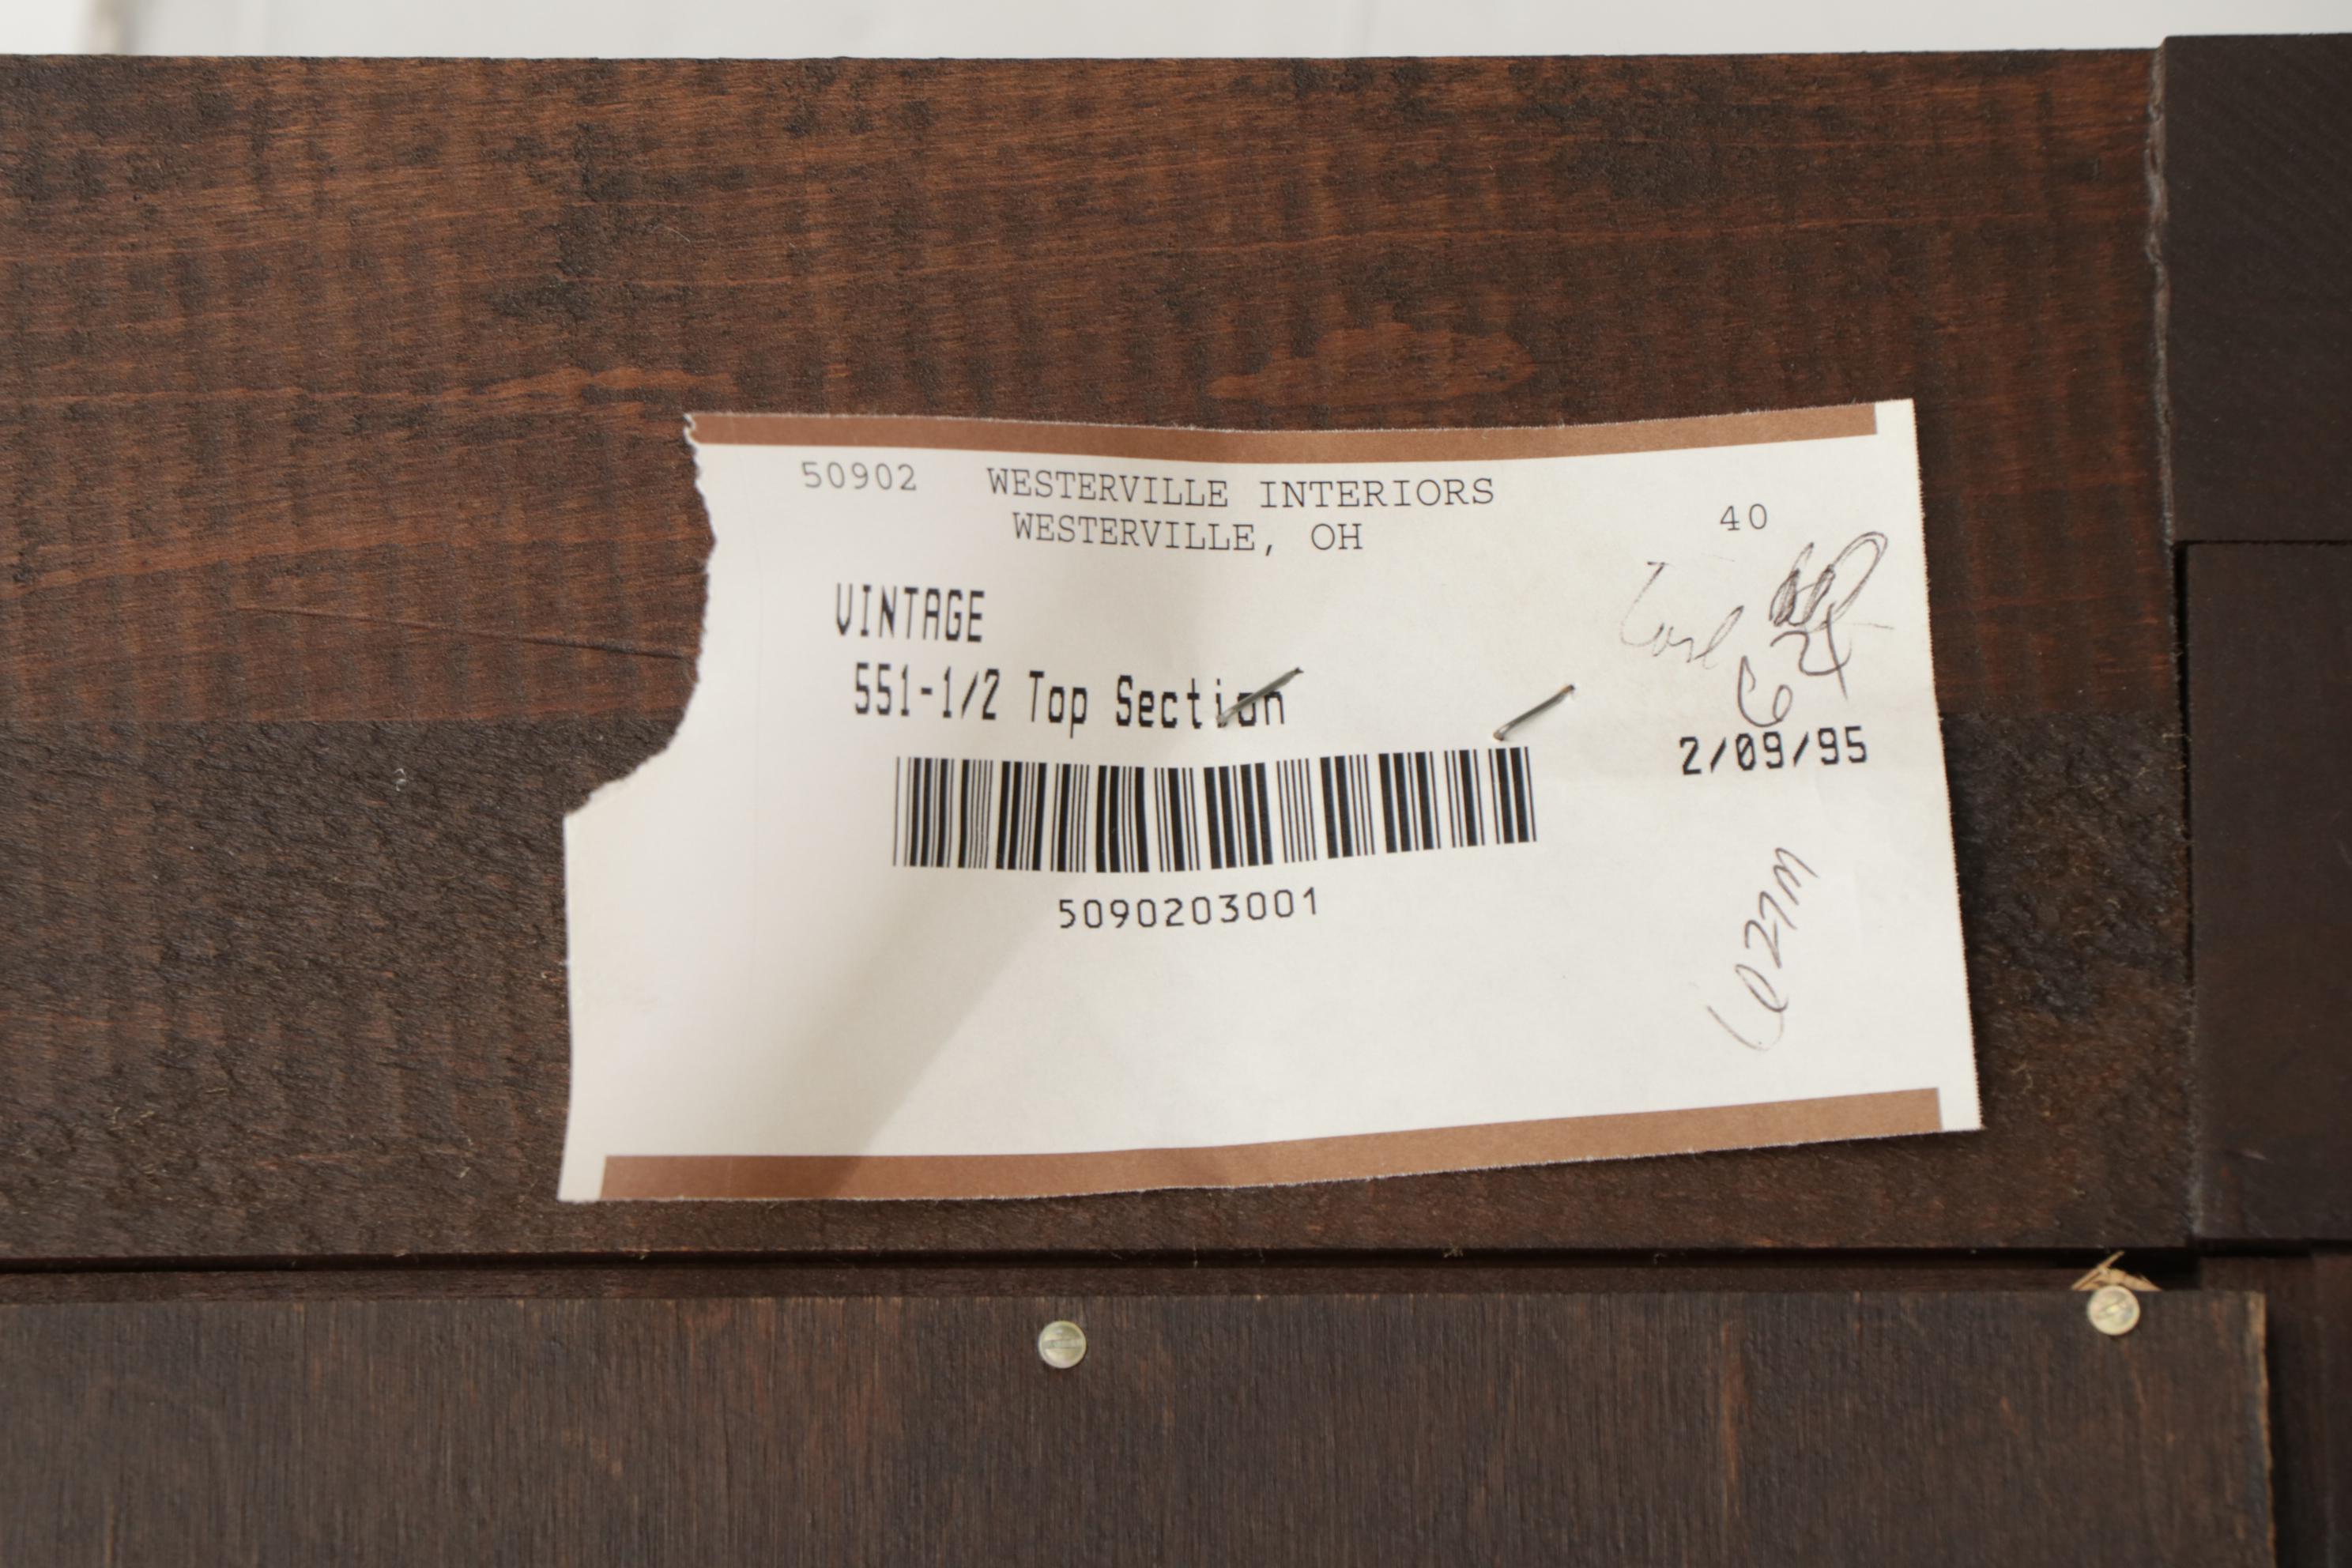 50902 WESTERVILLE INTERIORS
WESTERVILLE, OH
40
VINTAGE
551-1/2 Top Section
2/09/95
5090203001